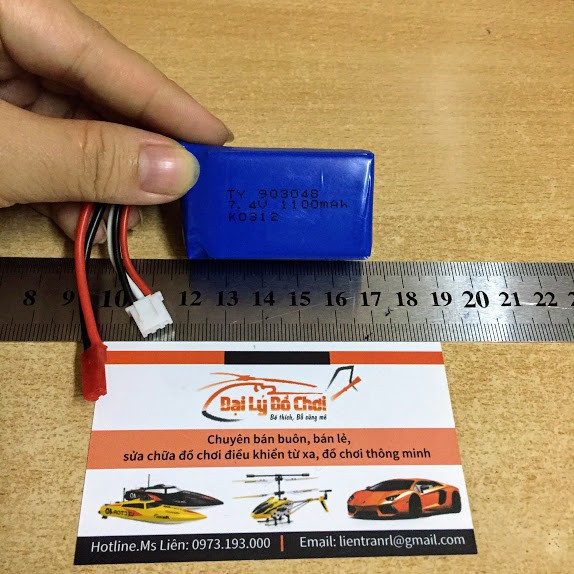 TY 903048
7.4V 1100mAh
K0312
8 9 10 12 13 14 15 16 17 18 19 20 21 22
Đại Lý Đồ Chơi
Bé thích, Bố cũng mê
Chuyên bán buôn, bán lẻ,
sửa chữa đồ chơi điều khiển từ xa, đồ chơi thông minh
Hotline.Ms Liên: 0973.193.000 | Email: lientranrl@gmail.com